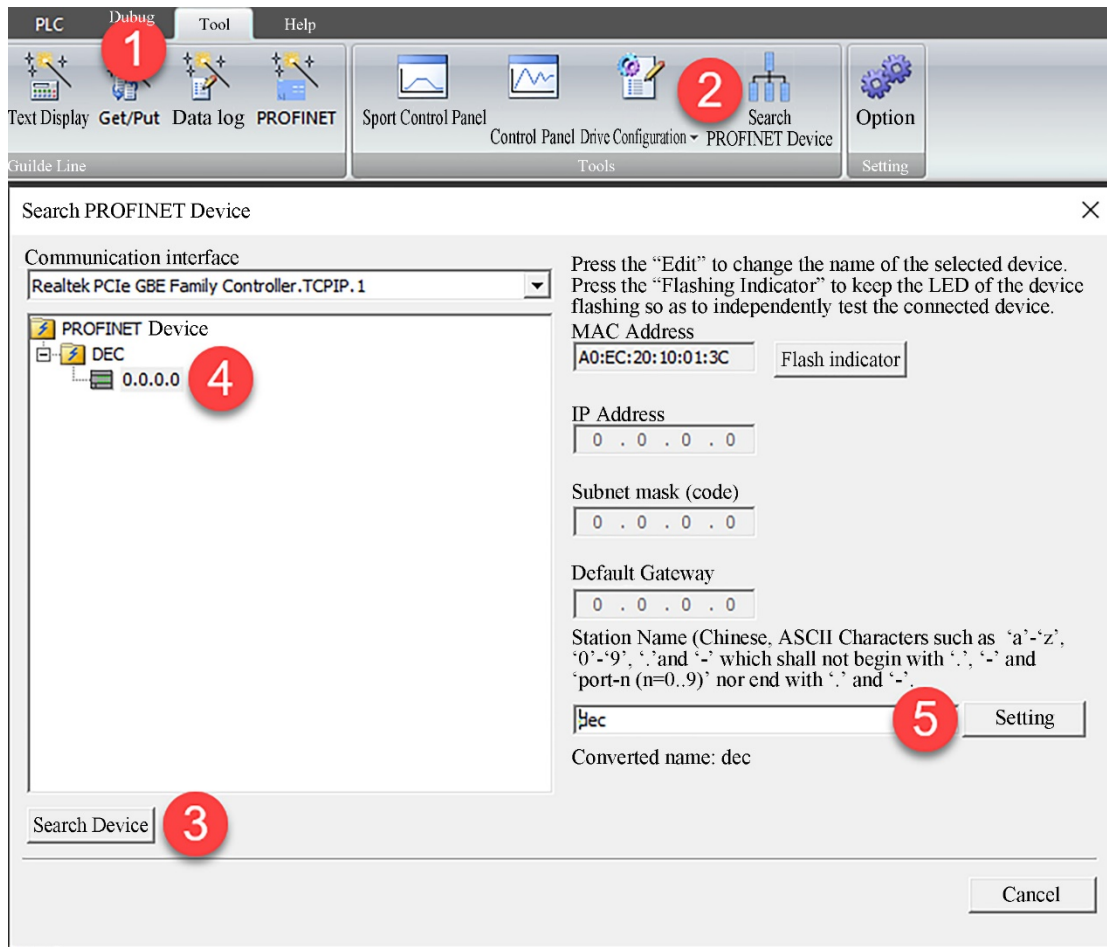 PLC Dubug Tool Help
1
Text Display Get/Put Data log PROFINET
Guilde Line
Sport Control Panel
Control Panel Drive Configuration
2
Search
PROFINET Device
Tools
Option
Setting
Search PROFINET Device
Communication interface
Realtek PCIe GBE Family Controller.TCPIP.1
PROFINET Device
DEC
0.0.0.0
4
Search Device
3
Press the “Edit” to change the name of the selected device.
Press the “Flashing Indicator” to keep the LED of the device
flashing so as to independently test the connected device.
MAC Address
A0:EC:20:10:01:3C
Flash indicator
IP Address
0 . 0 . 0 . 0
Subnet mask (code)
0 . 0 . 0 . 0
Default Gateway
0 . 0 . 0 . 0
Station Name (Chinese, ASCII Characters such as ‘a’-‘z’,
‘0’-‘9’, ‘.’and ‘-’ which shall not begin with ‘.’, ‘-’ and
‘port-n (n=0..9)’ nor end with ‘.’ and ‘-’.
dec
5
Setting
Converted name: dec
Cancel